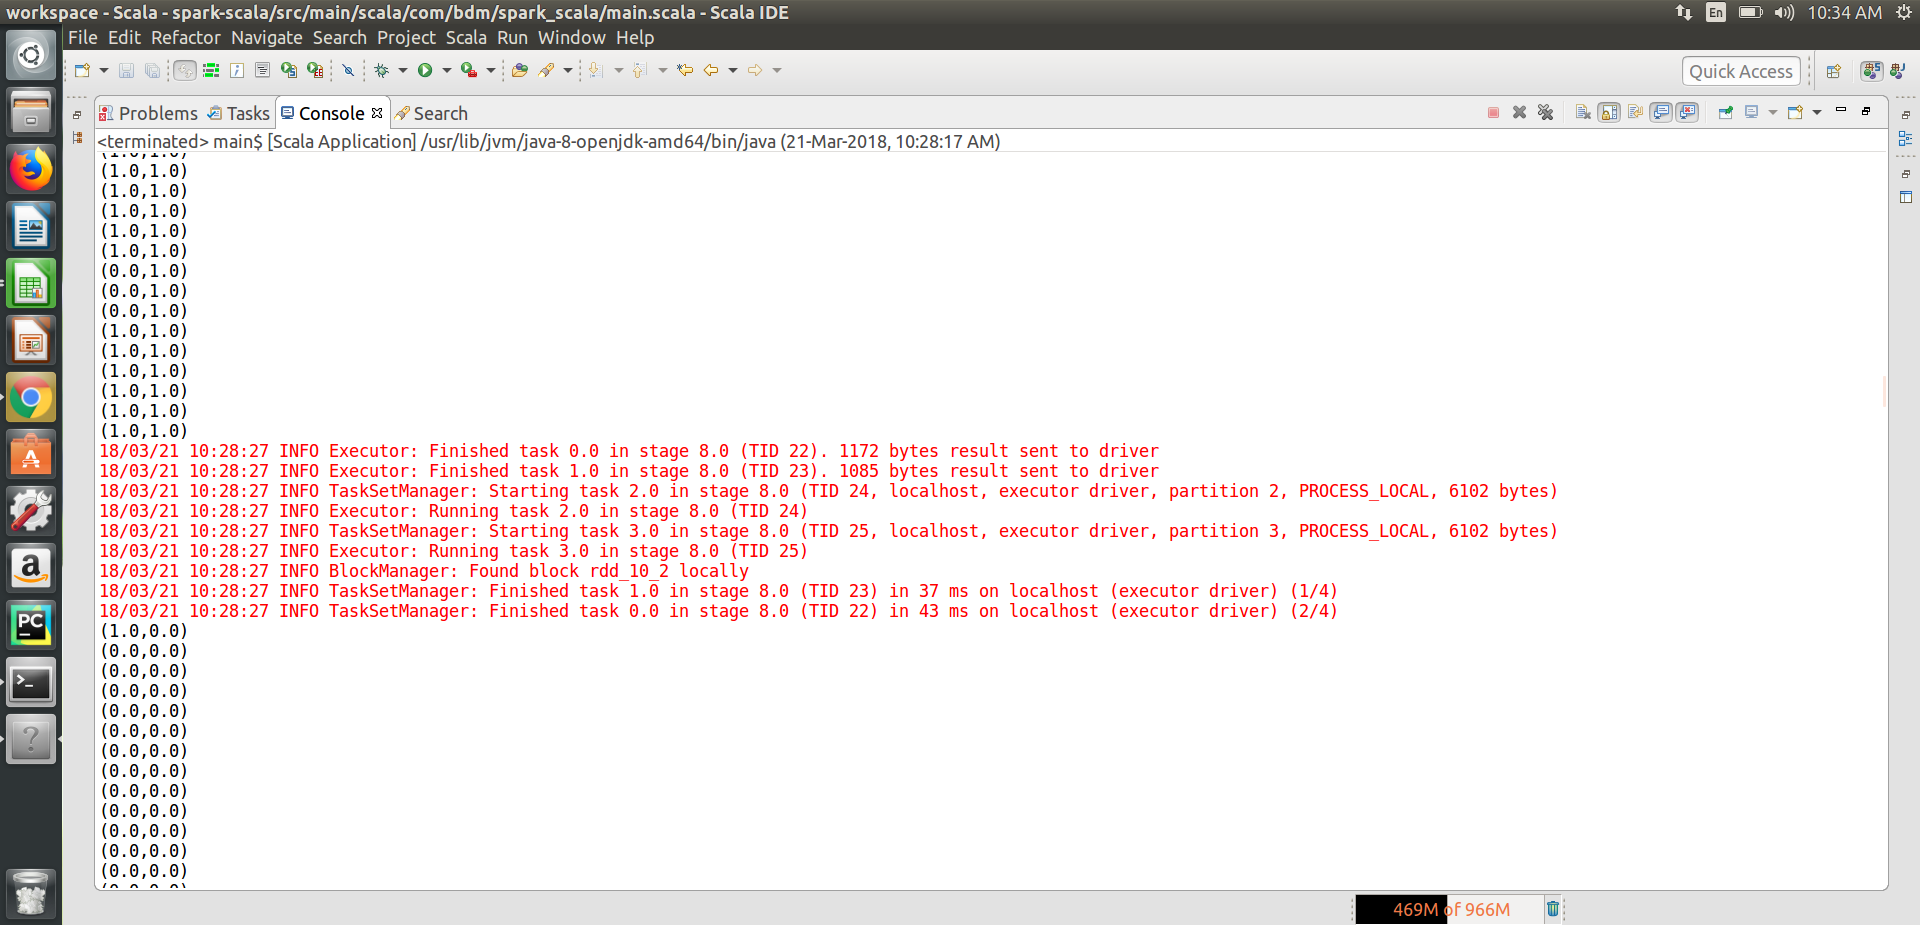 workspace - Scala - spark-scala/src/main/scala/com/bdm/spark_scala/main.scala - Scala IDE
En
10:34 AM
File Edit Refactor Navigate Search Project Scala Run Window Help
Quick Access
Problems Tasks Console Search
<terminated> main$ [Scala Application] /usr/lib/jvm/java-8-openjdk-amd64/bin/java (21-Mar-2018, 10:28:17 AM)
(1.0,1.0)
(1.0,1.0)
(1.0,1.0)
(1.0,1.0)
(1.0,1.0)
(1.0,1.0)
(0.0,1.0)
(0.0,1.0)
(0.0,1.0)
(1.0,1.0)
(1.0,1.0)
(1.0,1.0)
(1.0,1.0)
(1.0,1.0)
(1.0,1.0)
18/03/21 10:28:27 INFO Executor: Finished task 0.0 in stage 8.0 (TID 22). 1172 bytes result sent to driver
18/03/21 10:28:27 INFO Executor: Finished task 1.0 in stage 8.0 (TID 23). 1085 bytes result sent to driver
18/03/21 10:28:27 INFO TaskSetManager: Starting task 2.0 in stage 8.0 (TID 24, localhost, executor driver, partition 2, PROCESS_LOCAL, 6102 bytes)
18/03/21 10:28:27 INFO Executor: Running task 2.0 in stage 8.0 (TID 24)
18/03/21 10:28:27 INFO TaskSetManager: Starting task 3.0 in stage 8.0 (TID 25, localhost, executor driver, partition 3, PROCESS_LOCAL, 6102 bytes)
18/03/21 10:28:27 INFO Executor: Running task 3.0 in stage 8.0 (TID 25)
18/03/21 10:28:27 INFO BlockManager: Found block rdd_10_2 locally
18/03/21 10:28:27 INFO TaskSetManager: Finished task 1.0 in stage 8.0 (TID 23) in 37 ms on localhost (executor driver) (1/4)
18/03/21 10:28:27 INFO TaskSetManager: Finished task 0.0 in stage 8.0 (TID 22) in 43 ms on localhost (executor driver) (2/4)
(1.0,0.0)
(0.0,0.0)
(0.0,0.0)
(0.0,0.0)
(0.0,0.0)
(0.0,0.0)
(0.0,0.0)
(0.0,0.0)
(0.0,0.0)
(0.0,0.0)
(0.0,0.0)
(0.0,0.0)
(0.0,0.0)
PC
469M of 966M